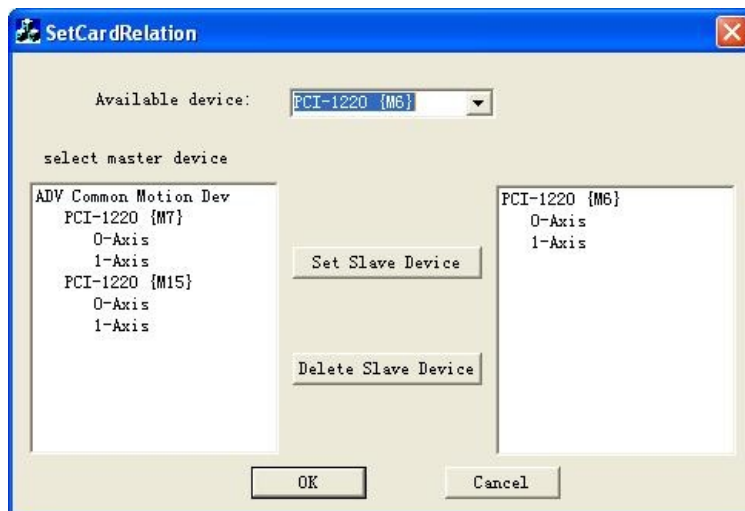 SetCardRelation
Available device:
PCI-1220 {M6}
select master device
ADV Common Motion Dev
PCI-1220 {M7}
0-Axis
1-Axis
PCI-1220 {M15}
0-Axis
1-Axis
Set Slave Device
Delete Slave Device
PCI-1220 {M6}
0-Axis
1-Axis
OK
Cancel